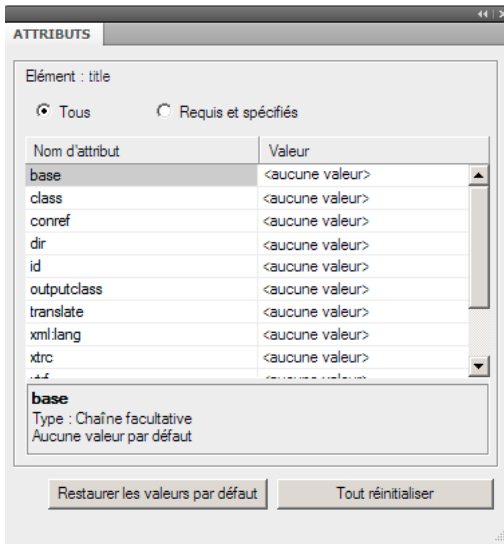 ATTRIBUTS
Elément : title
Tous Requis et spécifiés
Nom d'attribut Valeur
base <aucune valeur>
class <aucune valeur>
conref <aucune valeur>
dir <aucune valeur>
id <aucune valeur>
outputclass <aucune valeur>
translate <aucune valeur>
xml:lang <aucune valeur>
xtrc <aucune valeur>
base
Type : Chaîne facultative
Aucune valeur par défaut
Restaurer les valeurs par défaut Tout réinitialiser